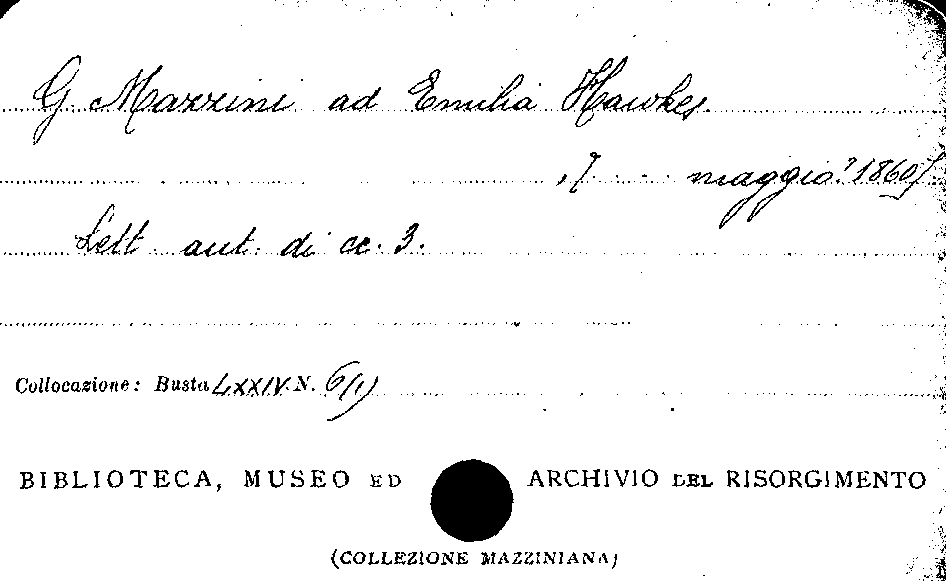 G. Mazzini ad Emilia Hawkes
, [ maggio? 1860]
Lett. aut. di cc. 3.
Collocazione: Busta LXXIV N. 6/(1)
BIBLIOTECA, MUSEO ED ARCHIVIO DEL RISORGIMENTO
(COLLEZIONE MAZZINIANA)